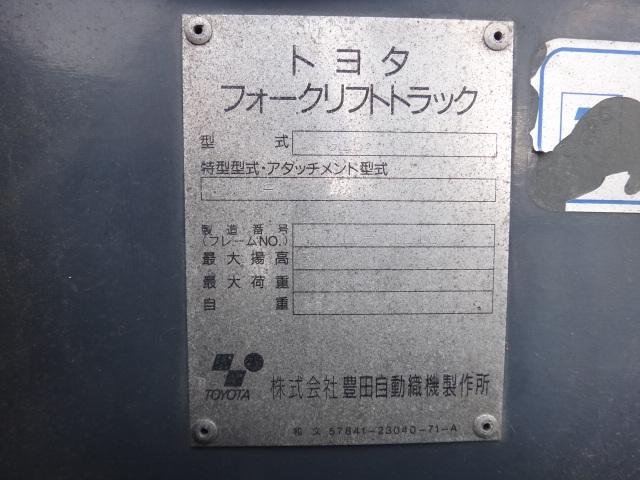 トヨタ
フォークリフトトラック
型式
特型型式・アタッチメント型式
製造番号
(フレームNO.)
最大揚高
最大荷重
自重
TOYOTA 株式会社豊田自動織機製作所
和文 57841-23040-71-A